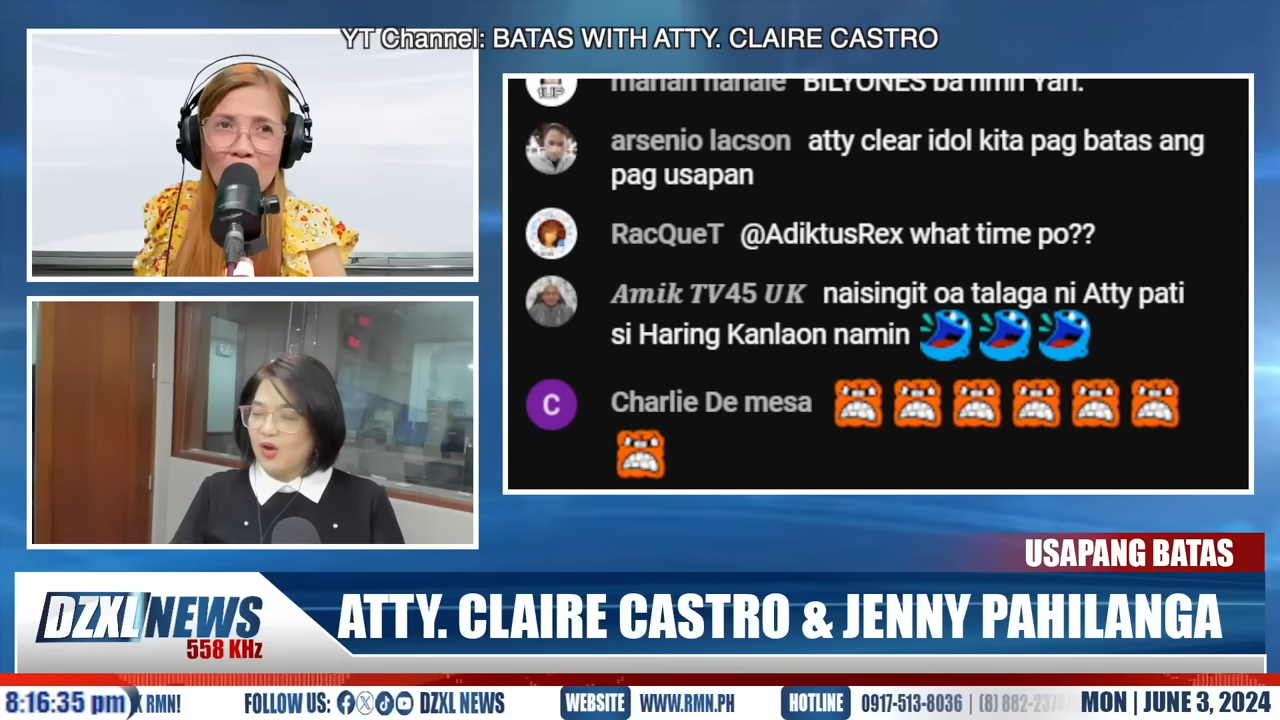 YT Channel: BATAS WITH ATTY. CLAIRE CASTRO
BILYONES ba nmn Yan.
arsenio lacson atty clear idol kita pag batas ang
pag usapan
RacQueT @AdiktusRex what time po??
Amik TV45 UK naisingit oa talaga ni Atty pati
si Haring Kanlaon namin
C Charlie De mesa
USAPANG BATAS
DZXL NEWS
558 KHz
ATTY. CLAIRE CASTRO & JENNY PAHILANGA
8:16:35 pm RMN! FOLLOW US: DZXL NEWS WEBSITE WWW.RMN.PH HOTLINE 0917-513-8036 | (8) 882- MON | JUNE 3, 2024